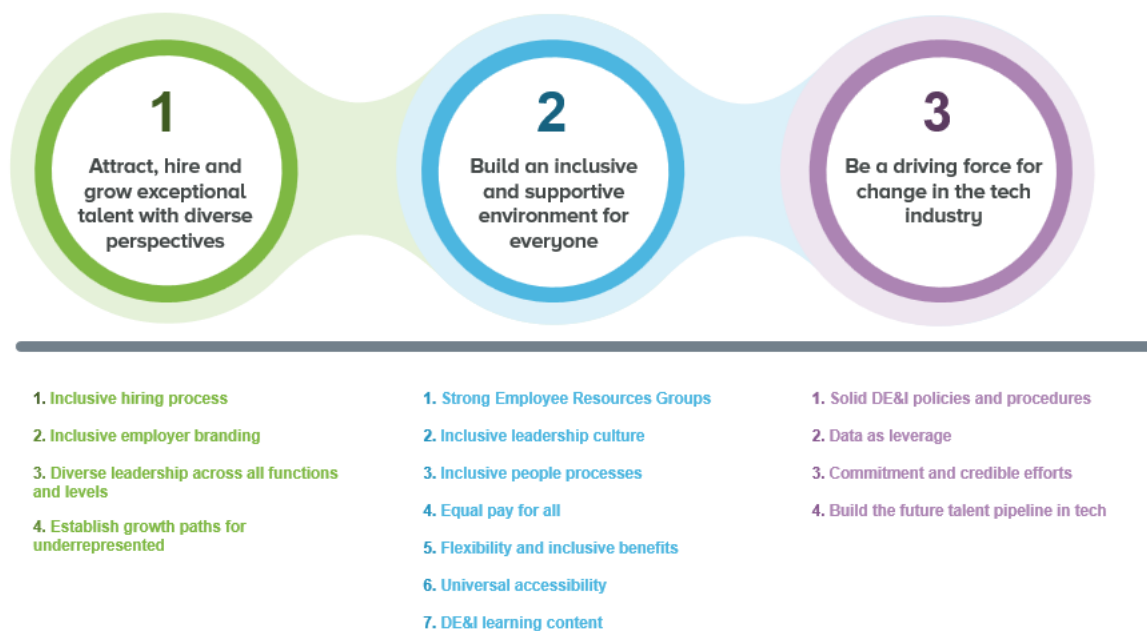 1
Attract, hire and
grow exceptional
talent with diverse
perspectives
2
Build an inclusive
and supportive
environment for
everyone
3
Be a driving force for
change in the tech
industry
1. Inclusive hiring process
2. Inclusive employer branding
3. Diverse leadership across all functions
and levels
4. Establish growth paths for
underrepresented
1. Strong Employee Resources Groups
2. Inclusive leadership culture
3. Inclusive people processes
4. Equal pay for all
5. Flexibility and inclusive benefits
6. Universal accessibility
7. DE&I learning content
1. Solid DE&I policies and procedures
2. Data as leverage
3. Commitment and credible efforts
4. Build the future talent pipeline in tech